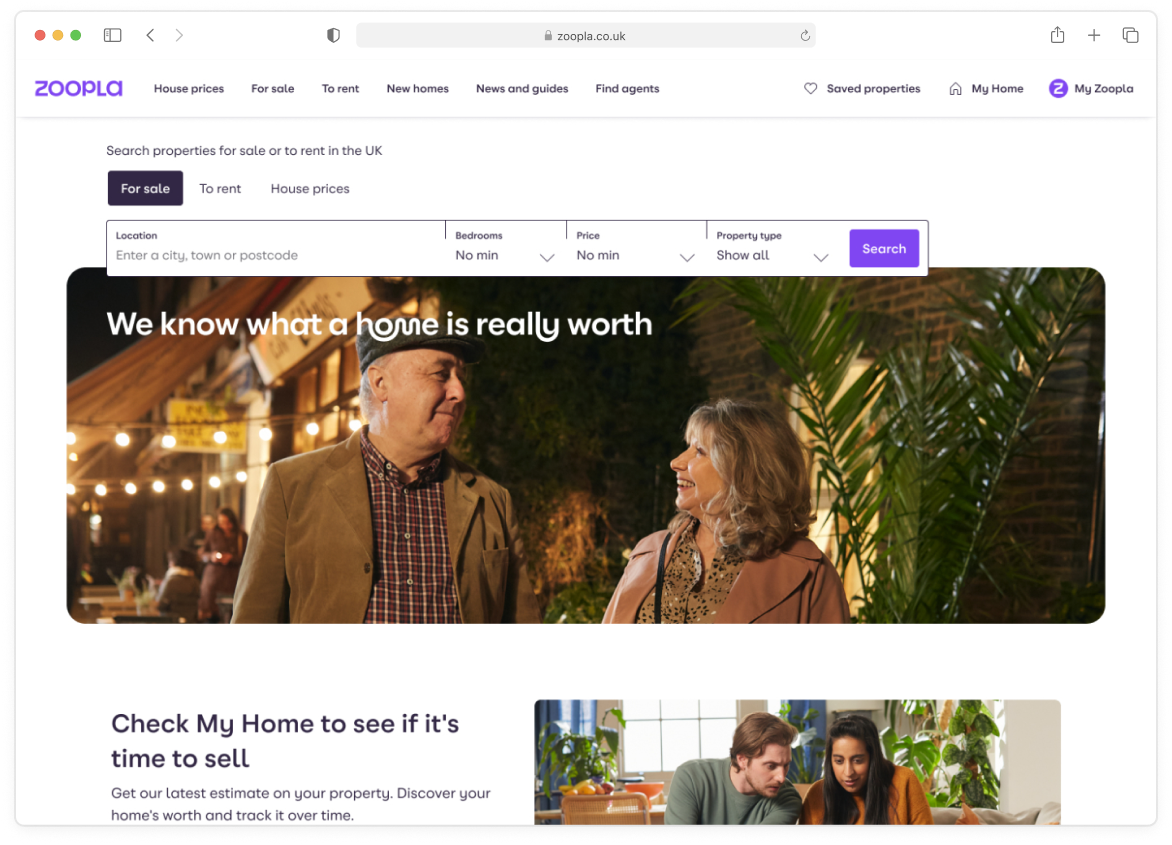 zoopla.co.uk
ZOOPLA
House prices
For sale
To rent
New homes
News and guides
Find agents
Saved properties
My Home
Z
My Zoopla
Search properties for sale or to rent in the UK
For sale
To rent
House prices
Location
Enter a city, town or postcode
Bedrooms
No min
Price
No min
Property type
Show all
Search
We know what a home is really worth
Check My Home to see if it's
time to sell
Get our latest estimate on your property. Discover your
home's worth and track it over time.